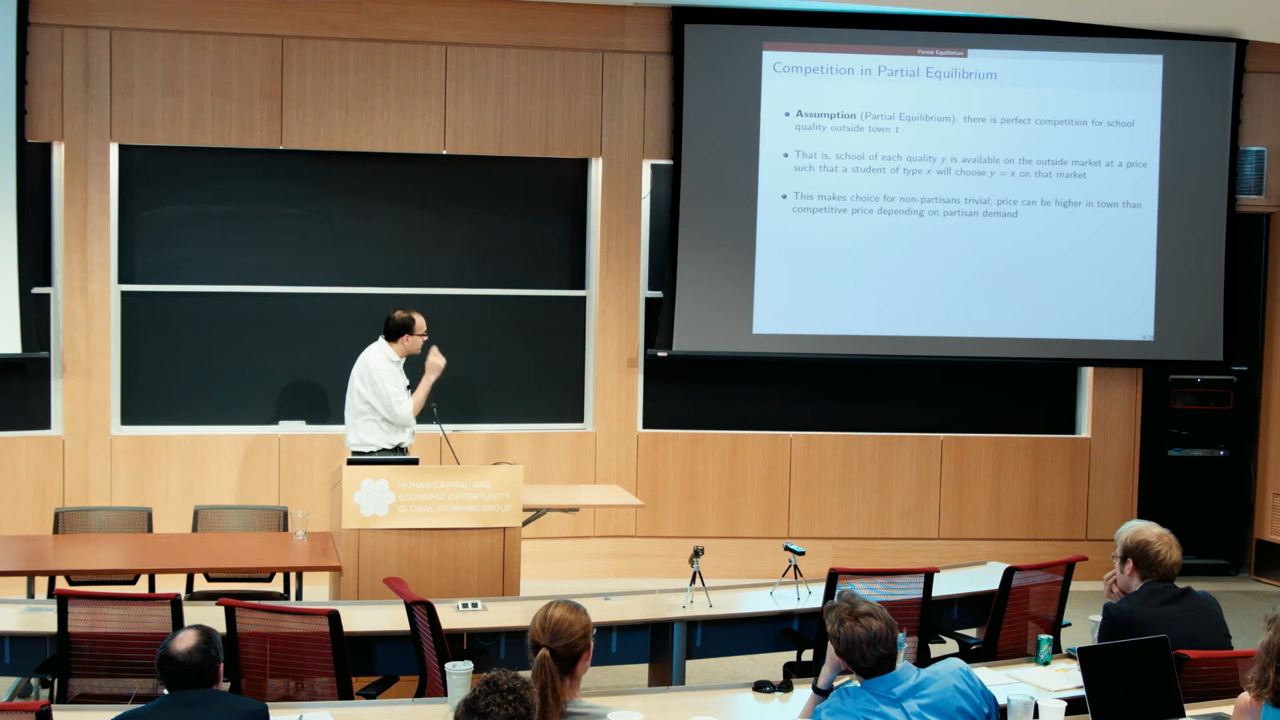 Partial Equilibrium
Competition in Partial Equilibrium
Assumption (Partial Equilibrium): there is perfect competition for school
quality outside town t
That is, school of each quality y is available on the outside market at a price
such that a student of type x will choose y = x on that market
This makes choice for non-partisans trivial; price can be higher in town than
competitive price depending on partisan demand
HUMAN CAPITAL AND
ECONOMIC OPPORTUNITY
GLOBAL WORKING GROUP